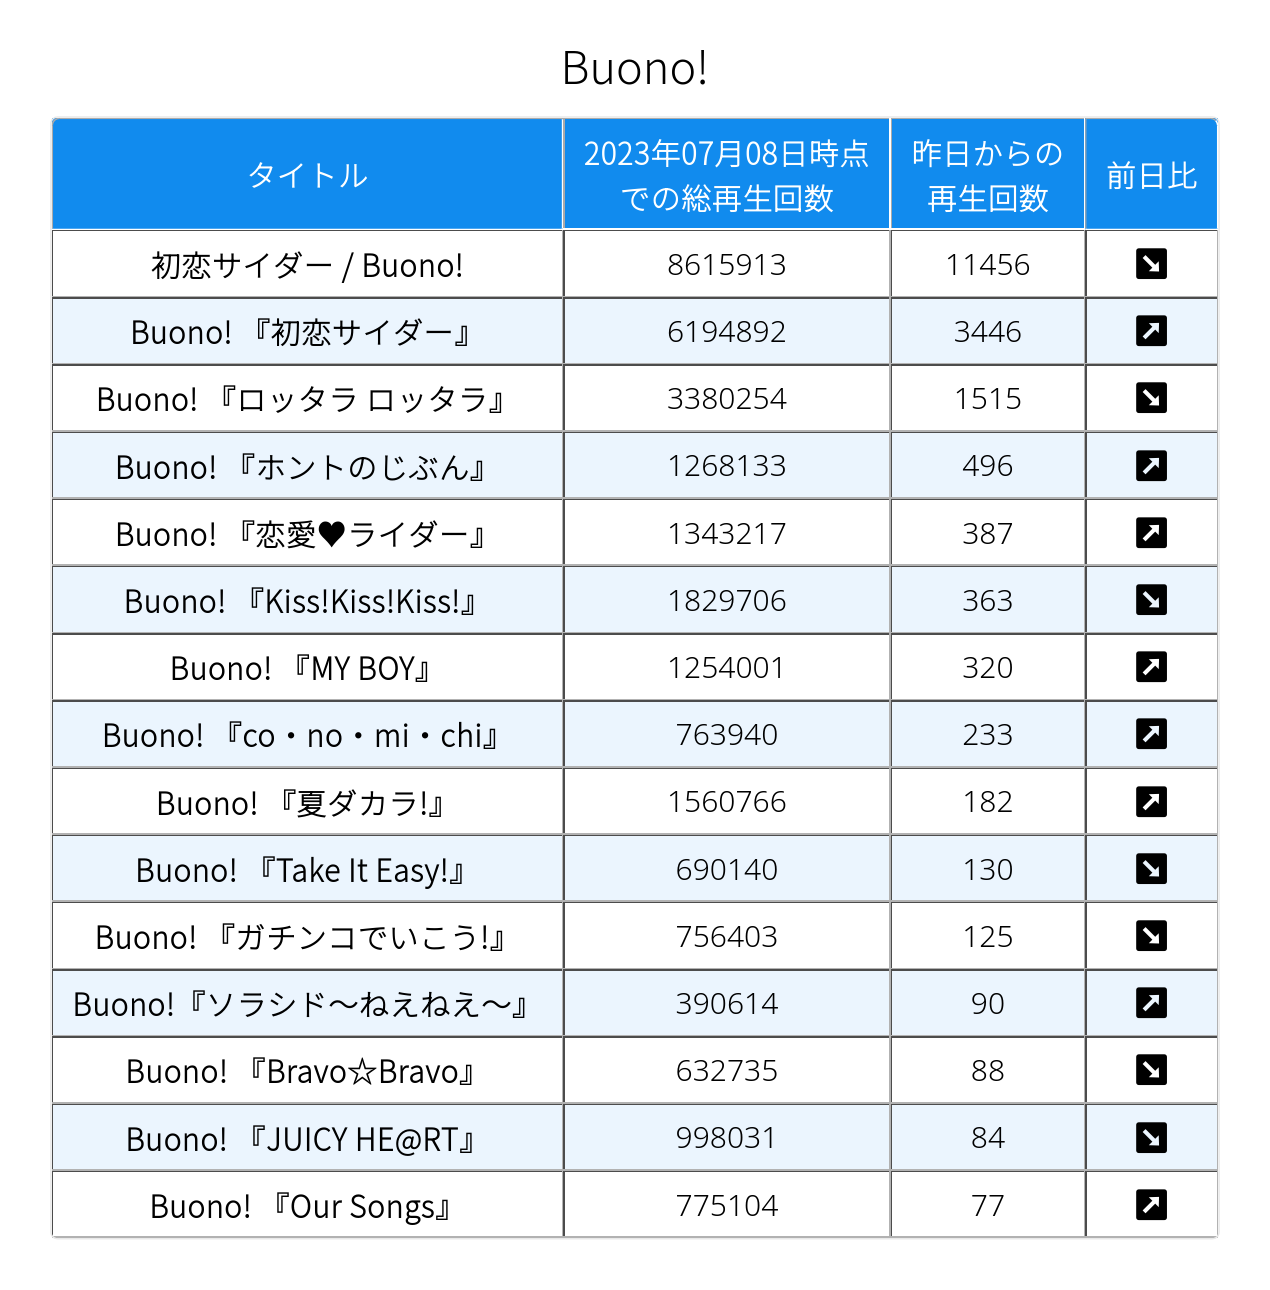 Buono!
タイトル
2023年07月08日時点
での総再生回数
昨日からの
再生回数
前日比
初恋サイダー / Buono! 8615913 11456 ↘
Buono! 『初恋サイダー』 6194892 3446 ↗
Buono! 『ロッタラ ロッタラ』 3380254 1515 ↘
Buono! 『ホントのじぶん』 1268133 496 ↗
Buono! 『恋愛♥ライダー』 1343217 387 ↗
Buono! 『Kiss!Kiss!Kiss!』 1829706 363 ↘
Buono! 『MY BOY』 1254001 320 ↗
Buono! 『co・no・mi・chi』 763940 233 ↗
Buono! 『夏ダカラ!』 1560766 182 ↗
Buono! 『Take It Easy!』 690140 130 ↘
Buono! 『ガチンコでいこう!』 756403 125 ↘
Buono!『ソラシド〜ねえねえ〜』 390614 90 ↗
Buono! 『Bravo☆Bravo』 632735 88 ↘
Buono! 『JUICY HE@RT』 998031 84 ↘
Buono! 『Our Songs』 775104 77 ↗